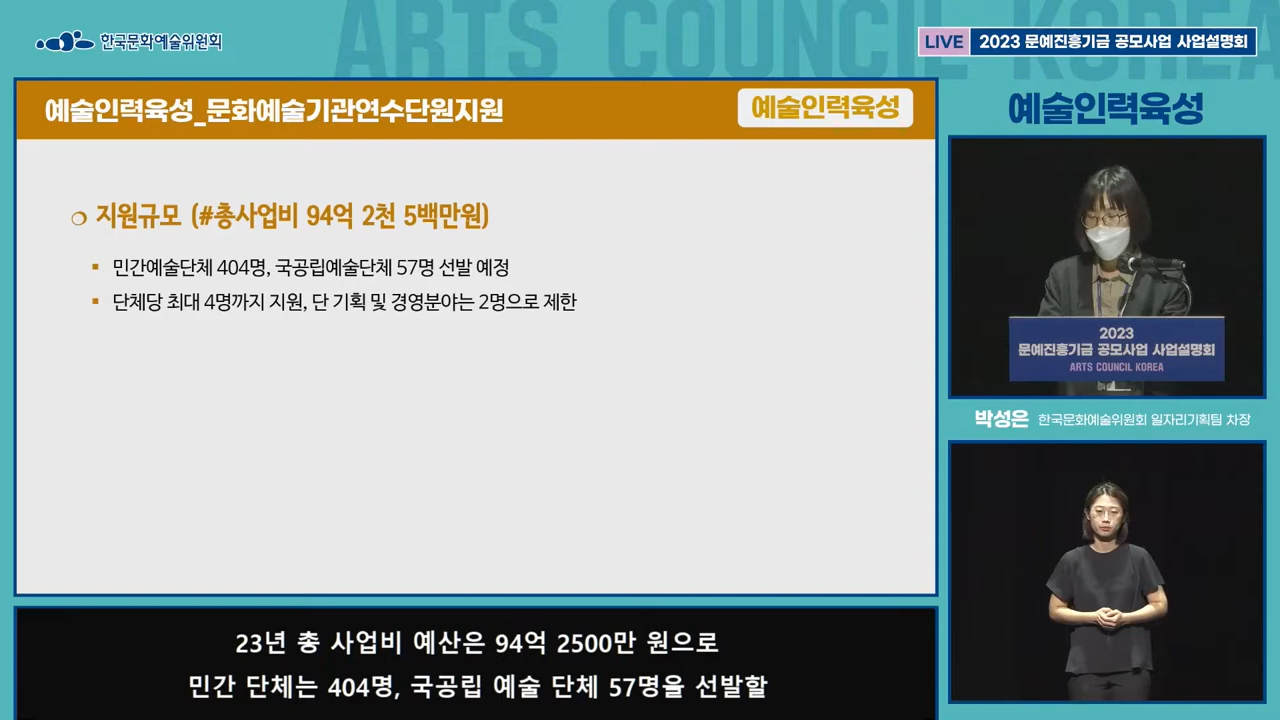 ARTS COUNCIL KOREA
한국문화예술위원회
LIVE 2023 문예진흥기금 공모사업 사업설명회
예술인력육성_문화예술기관연수단원지원
예술인력육성
예술인력육성
지원규모 (#총사업비 94억 2천 5백만원)
민간예술단체 404명, 국공립예술단체 57명 선발 예정
단체당 최대 4명까지 지원, 단 기획 및 경영분야는 2명으로 제한
2023
문예진흥기금 공모사업 사업설명회
ARTS COUNCIL KOREA
박성은 한국문화예술위원회 일자리기획팀 차장
23년 총 사업비 예산은 94억 2500만 원으로
민간 단체는 404명, 국공립 예술 단체 57명을 선발할